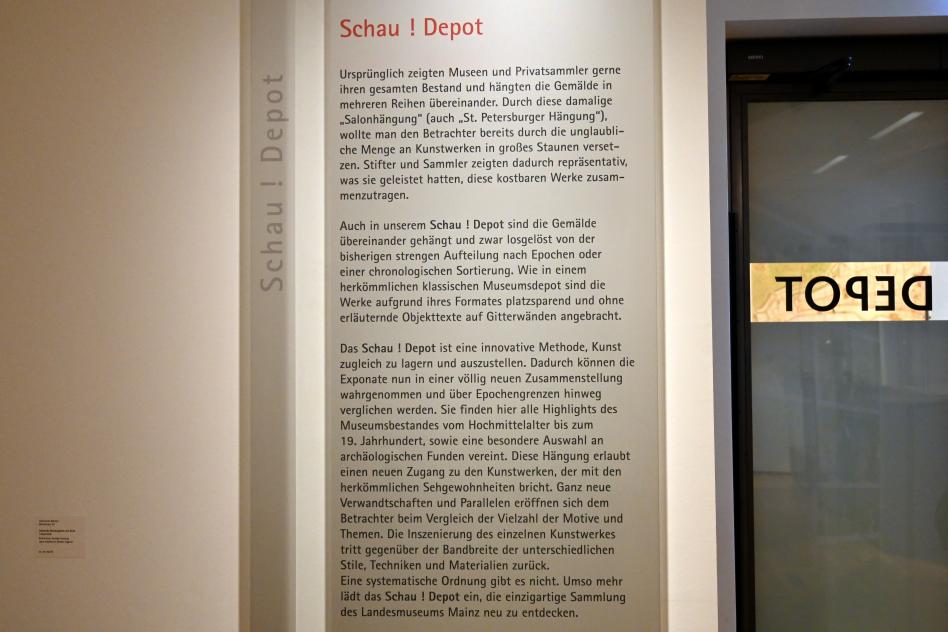 Schau ! Depot
Schau ! Depot
Ursprünglich zeigten Museen und Privatsammler gerne
ihren gesamten Bestand und hängten die Gemälde in
mehreren Reihen übereinander. Durch diese damalige
„Salonhängung“ (auch „St. Petersburger Hängung“),
wollte man den Betrachter bereits durch die unglaubli-
che Menge an Kunstwerken in großes Staunen verset-
zen. Stifter und Sammler zeigten dadurch repräsentativ,
was sie geleistet hatten, diese kostbaren Werke zusam-
menzutragen.
Auch in unserem Schau ! Depot sind die Gemälde
übereinander gehängt und zwar losgelöst von der
bisherigen strengen Aufteilung nach Epochen oder
einer chronologischen Sortierung. Wie in einem
herkömmlichen klassischen Museumsdepot sind die
Werke aufgrund ihres Formates platzsparend und ohne
erläuternde Objekttexte auf Gitterwänden angebracht.
Das Schau ! Depot ist eine innovative Methode, Kunst
zugleich zu lagern und auszustellen. Dadurch können die
Exponate nun in einer völlig neuen Zusammenstellung
wahrgenommen und über Epochengrenzen hinweg
verglichen werden. Sie finden hier alle Highlights des
Museumsbestandes vom Hochmittelalter bis zum
19. Jahrhundert, sowie eine besondere Auswahl an
archäologischen Funden vereint. Diese Hängung erlaubt
einen neuen Zugang zu den Kunstwerken, der mit den
herkömmlichen Sehgewohnheiten bricht. Ganz neue
Verwandtschaften und Parallelen eröffnen sich dem
Betrachter beim Vergleich der Vielzahl der Motive und
Themen. Die Inszenierung des einzelnen Kunstwerkes
tritt gegenüber der Bandbreite der unterschiedlichen
Stile, Techniken und Materialien zurück.
Eine systematische Ordnung gibt es nicht. Umso mehr
lädt das Schau ! Depot ein, die einzigartige Sammlung
des Landesmuseums Mainz neu zu entdecken.
DEPOT